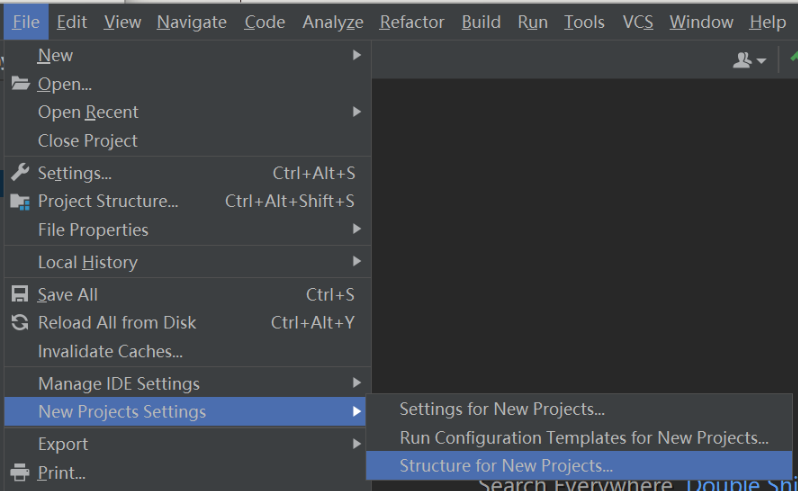 File Edit View Navigate Code Analyze Refactor Build Run Tools VCS Window Help
New
Open...
Open Recent
Close Project
Settings... Ctrl+Alt+S
Project Structure... Ctrl+Alt+Shift+S
File Properties
Local History
Save All Ctrl+S
Reload All from Disk Ctrl+Alt+Y
Invalidate Caches...
Manage IDE Settings
New Projects Settings
Settings for New Projects...
Run Configuration Templates for New Projects...
Structure for New Projects...
Export
Print...
Search Everywhere Double Shi